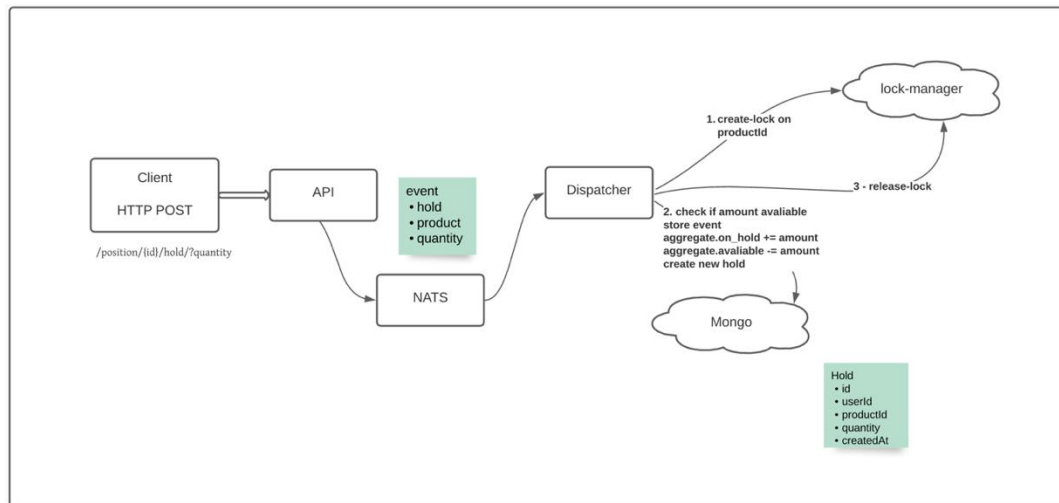 lock-manager
1. create-lock on
productId
Client
HTTP POST
API
event
• hold
• product
• quantity
Dispatcher
3 - release-lock
/position/{id}/hold/?quantity
2. check if amount avaliable
store event
aggregate.on_hold += amount
aggregate.avaliable -= amount
create new hold
NATS
Mongo
Hold
• id
• userId
• productId
• quantity
• createdAt